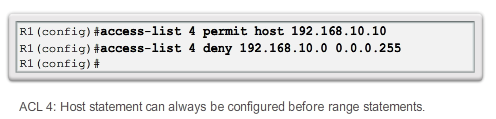 R1(config)#access-list 4 permit host 192.168.10.10
R1(config)#access-list 4 deny 192.168.10.0 0.0.0.255
R1(config)#
ACL 4: Host statement can always be configured before range statements.